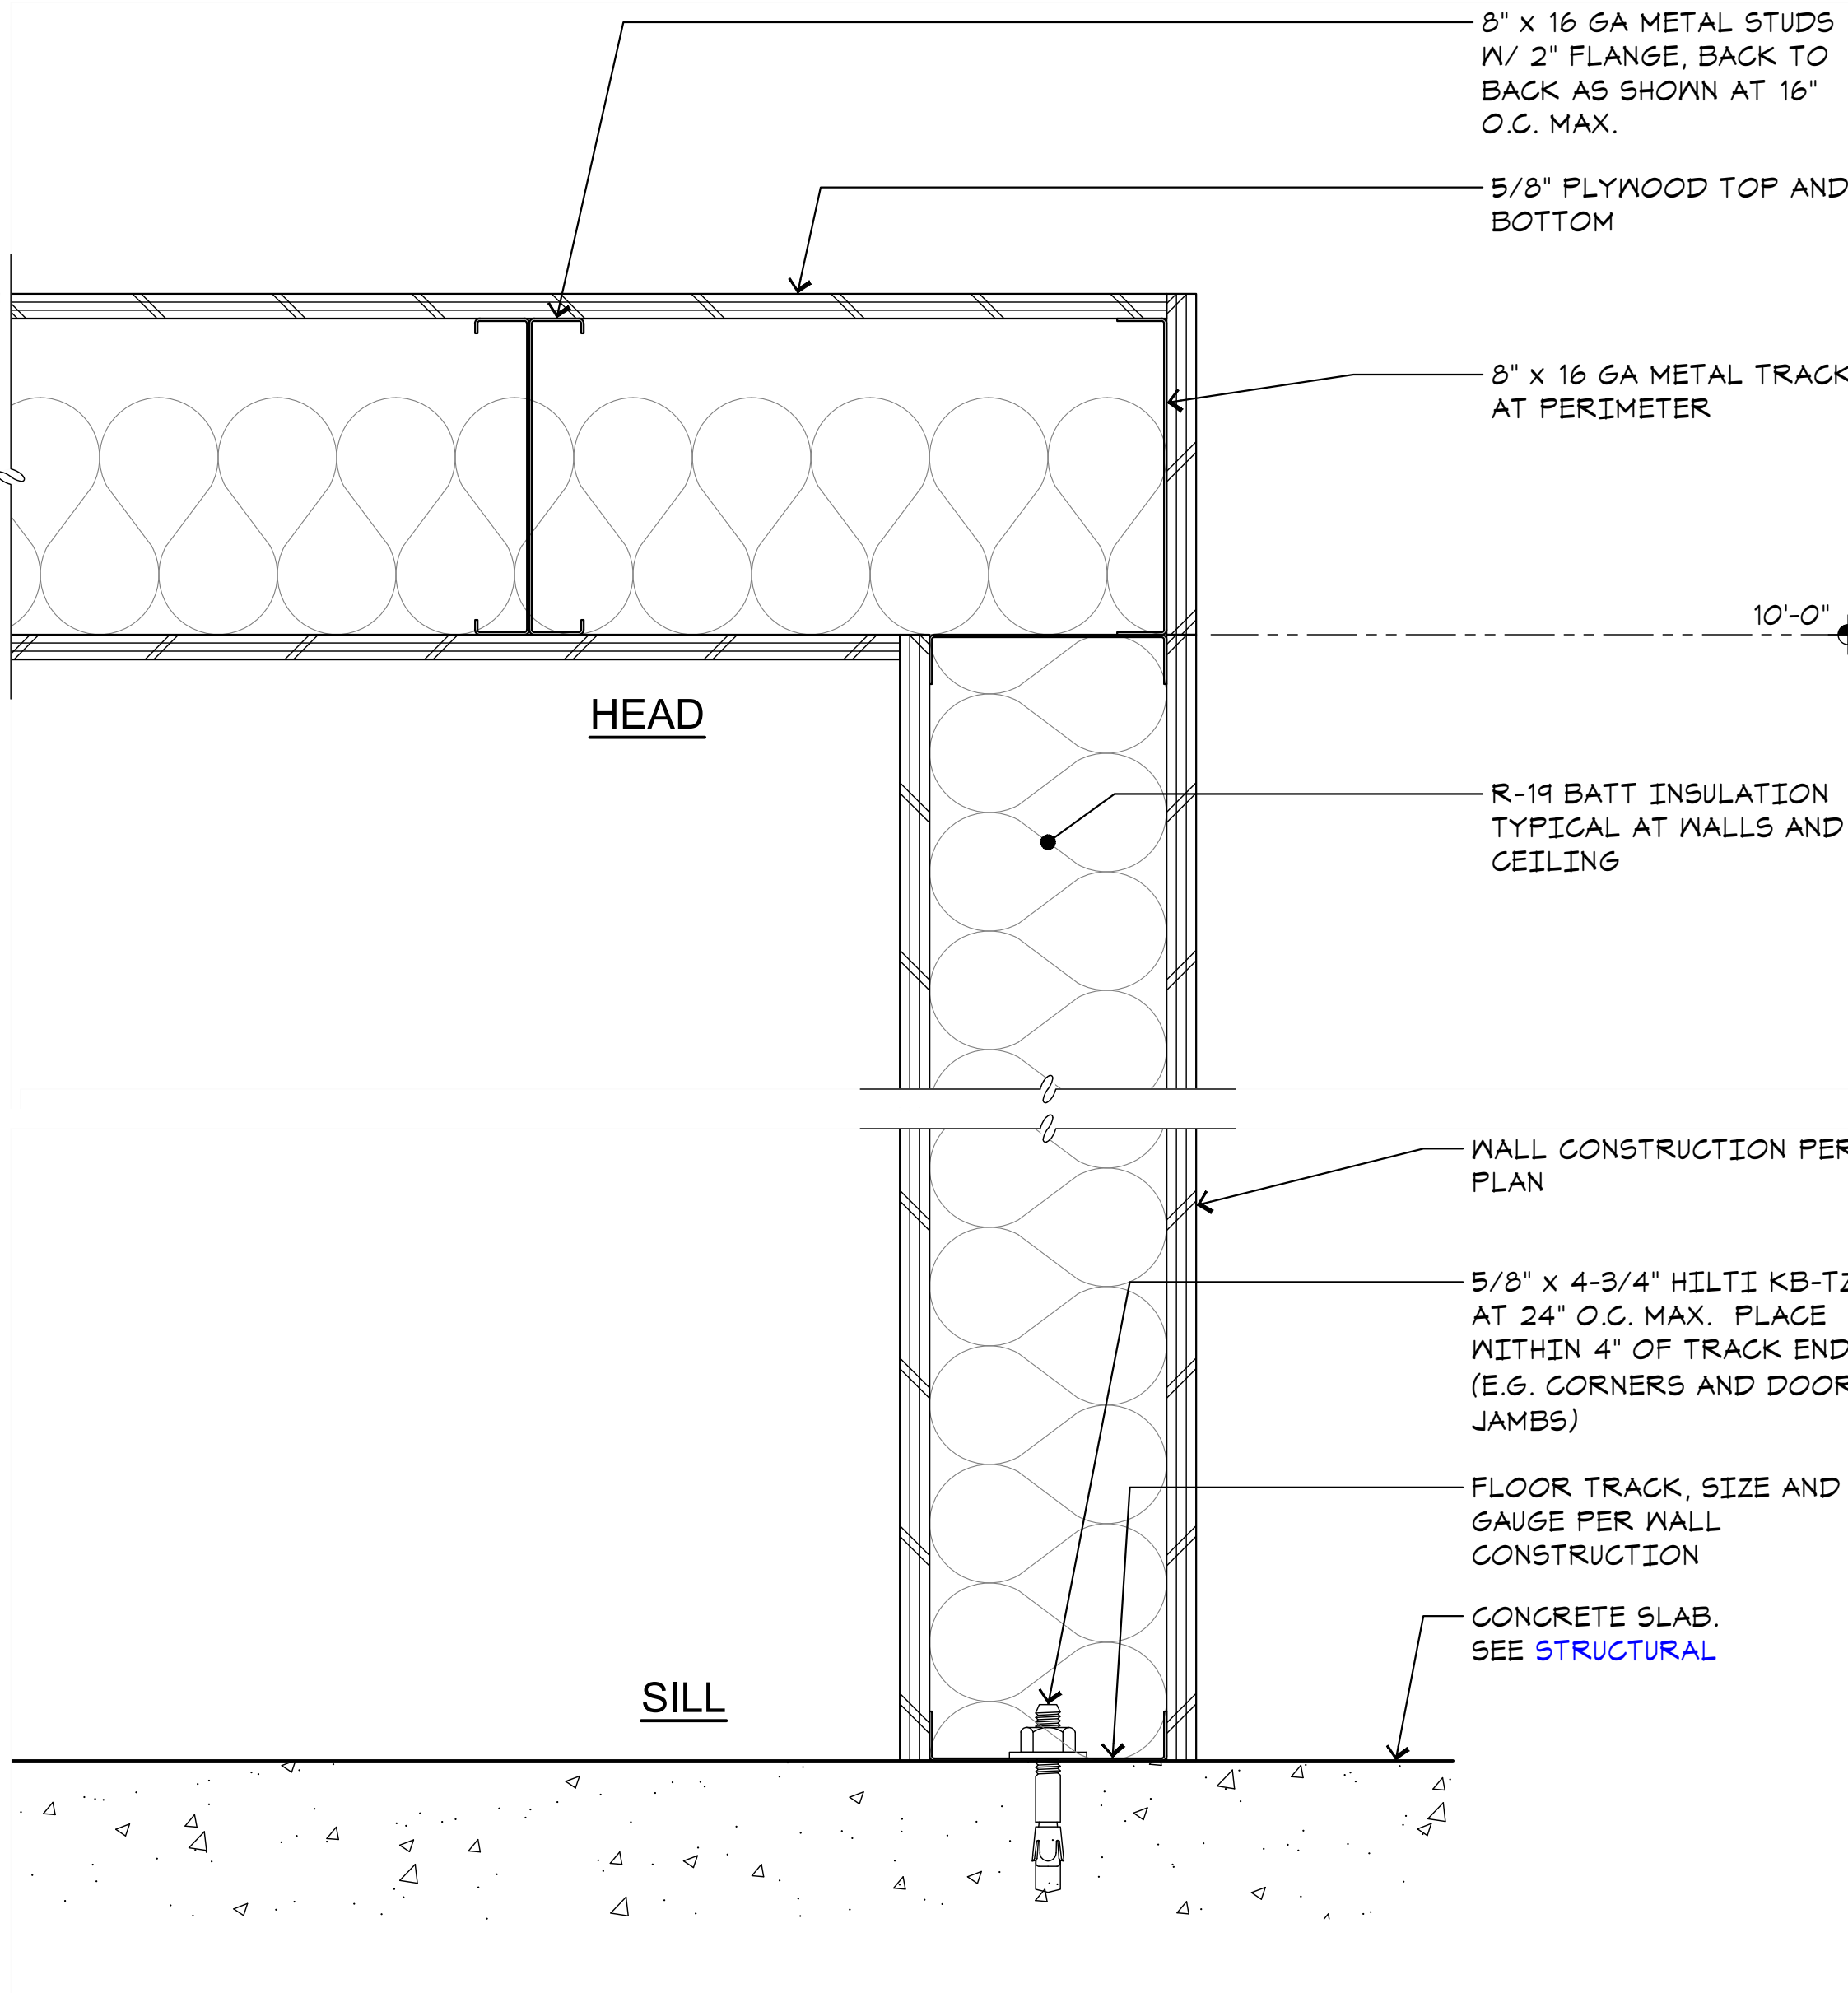 8" x 16 GA METAL STUDS
W/ 2" FLANGE, BACK TO
BACK AS SHOWN AT 16"
O.C. MAX.
5/8" PLYWOOD TOP AND
BOTTOM
8" x 16 GA METAL TRACK
AT PERIMETER
10'-0"
HEAD
R-19 BATT INSULATION
TYPICAL AT WALLS AND
CEILING
WALL CONSTRUCTION PER
PLAN
5/8" x 4-3/4" HILTI KB-TZ
AT 24" O.C. MAX.  PLACE
WITHIN 4" OF TRACK END
(E.G. CORNERS AND DOOR
JAMBS)
FLOOR TRACK, SIZE AND
GAUGE PER WALL
CONSTRUCTION
CONCRETE SLAB.
SEE STRUCTURAL
SILL